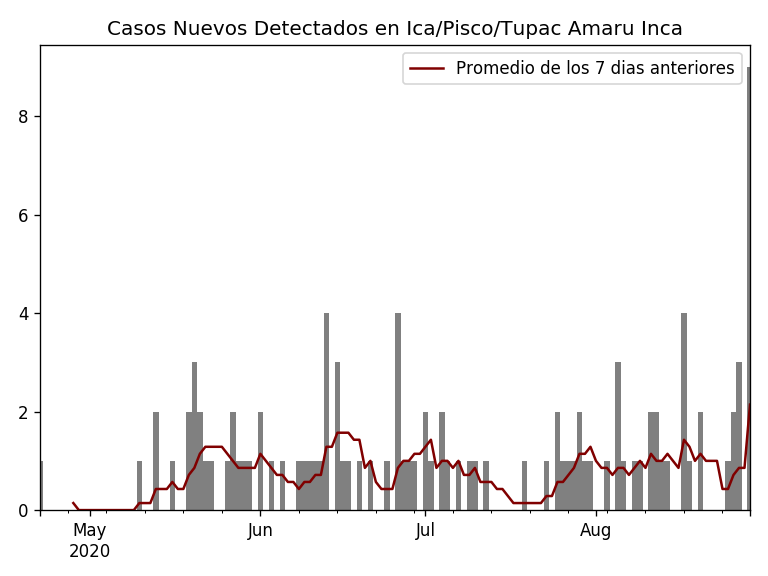 Casos Nuevos Detectados en Ica/Pisco/Tupac Amaru Inca
Promedio de los 7 dias anteriores
8
6
4
2
0
May
2020
Jun
Jul
Aug